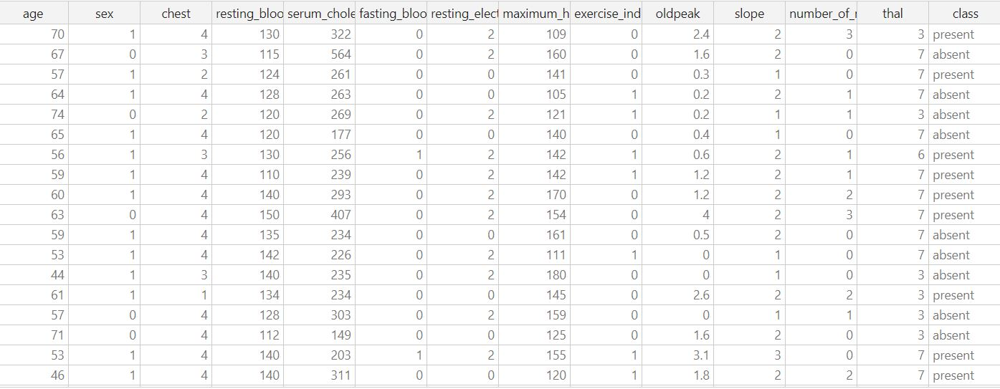 age sex chest resting_bloo serum_chole fasting_bloo resting_elect maximum_h exercise_ind oldpeak slope number_of_r thal class
70 1 4 130 322 0 2 109 0 2.4 2 3 3 present
67 0 3 115 564 0 2 160 0 1.6 2 0 7 absent
57 1 2 124 261 0 0 141 0 0.3 1 0 7 present
64 1 4 128 263 0 0 105 1 0.2 2 1 7 absent
74 0 2 120 269 0 2 121 1 0.2 1 1 3 absent
65 1 4 120 177 0 0 140 0 0.4 1 0 7 absent
56 1 3 130 256 1 2 142 1 0.6 2 1 6 present
59 1 4 110 239 0 2 142 1 1.2 2 1 7 present
60 1 4 140 293 0 2 170 0 1.2 2 2 7 present
63 0 4 150 407 0 2 154 0 4 2 3 7 present
59 1 4 135 234 0 0 161 0 0.5 2 0 7 absent
53 1 4 142 226 0 2 111 1 0 1 0 7 absent
44 1 3 140 235 0 2 180 0 0 1 0 3 absent
61 1 1 134 234 0 0 145 0 2.6 2 2 3 present
57 0 4 128 303 0 2 159 0 0 1 1 3 absent
71 0 4 112 149 0 0 125 0 1.6 2 0 3 absent
53 1 4 140 203 1 2 155 1 3.1 3 0 7 present
46 1 4 140 311 0 0 120 1 1.8 2 2 7 present